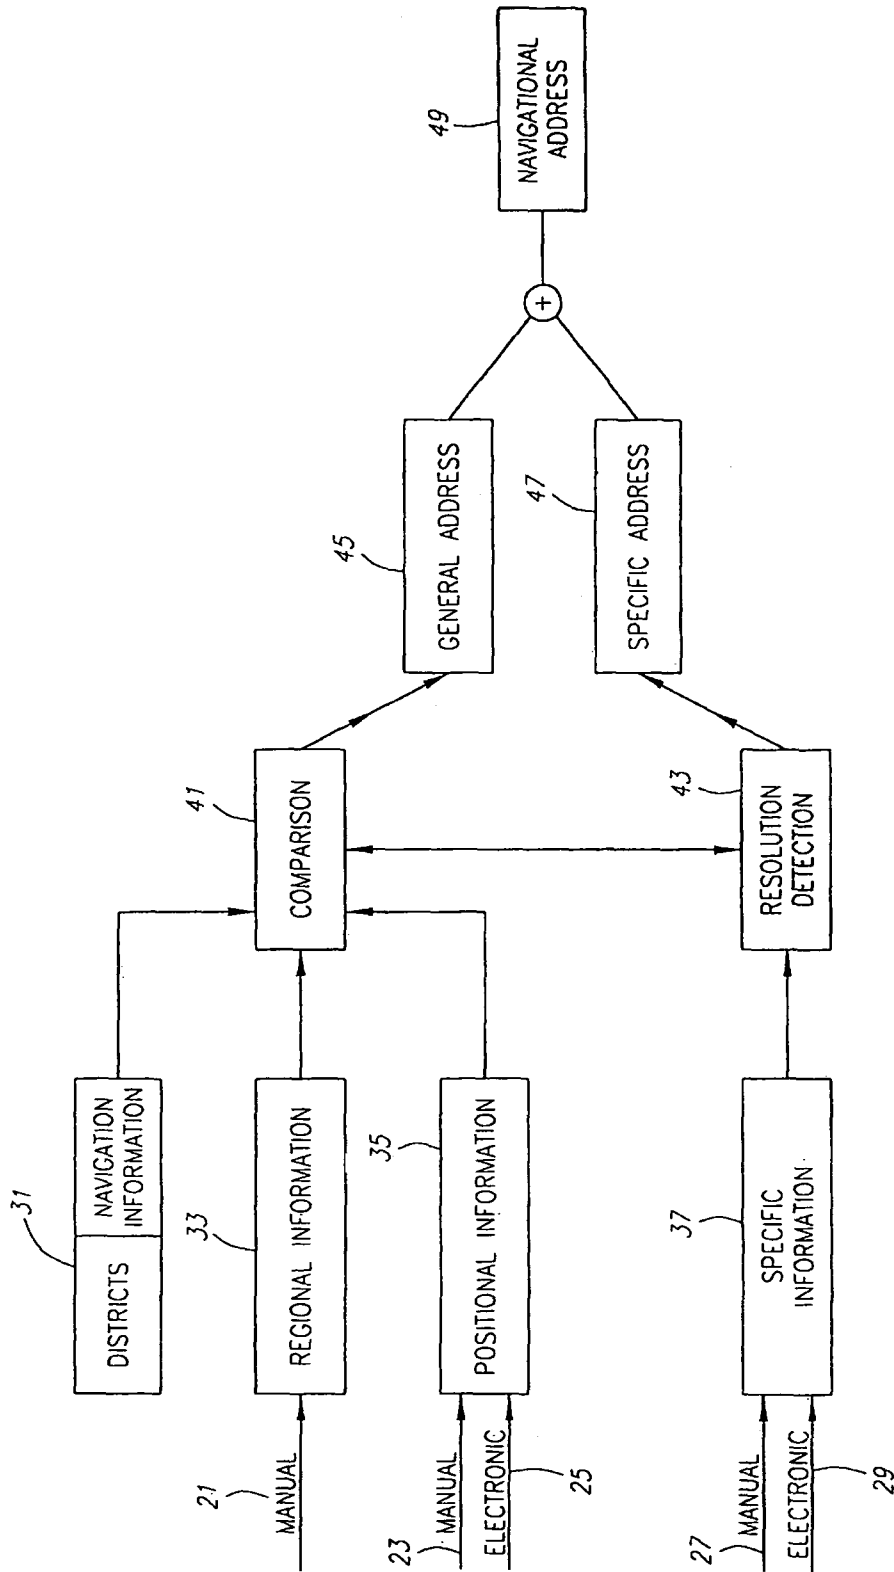 31
DISTRICTS
NAVIGATION
INFORMATION
21
MANUAL
33
REGIONAL INFORMATION
41
COMPARISON
45
GENERAL ADDRESS
49
NAVIGATIONAL
ADDRESS
+
23
MANUAL
ELECTRONIC
25
35
POSITIONAL INFORMATION
47
SPECIFIC ADDRESS
27
MANUAL
ELECTRONIC
29
37
SPECIFIC
INFORMATION
43
RESOLUTION
DETECTION